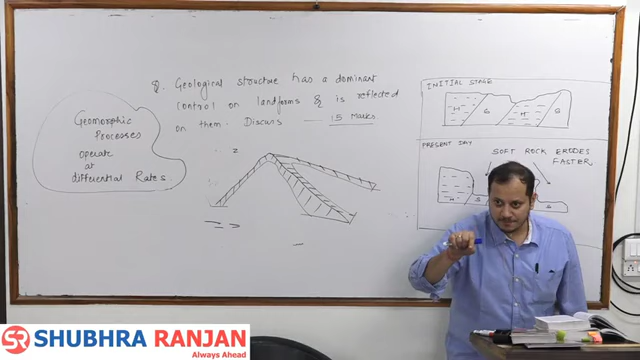 Q. Geological structure has a dominant
control on landforms & is reflected
on them. Discuss — 15 Marks
Geomorphic
Processes
operate
at
differential Rates.
INITIAL STAGE
H
S
H
S
PRESENT DAY
SOFT ROCK ERODES
FASTER
H
S
S
SR SHUBHRA RANJAN
Always Ahead